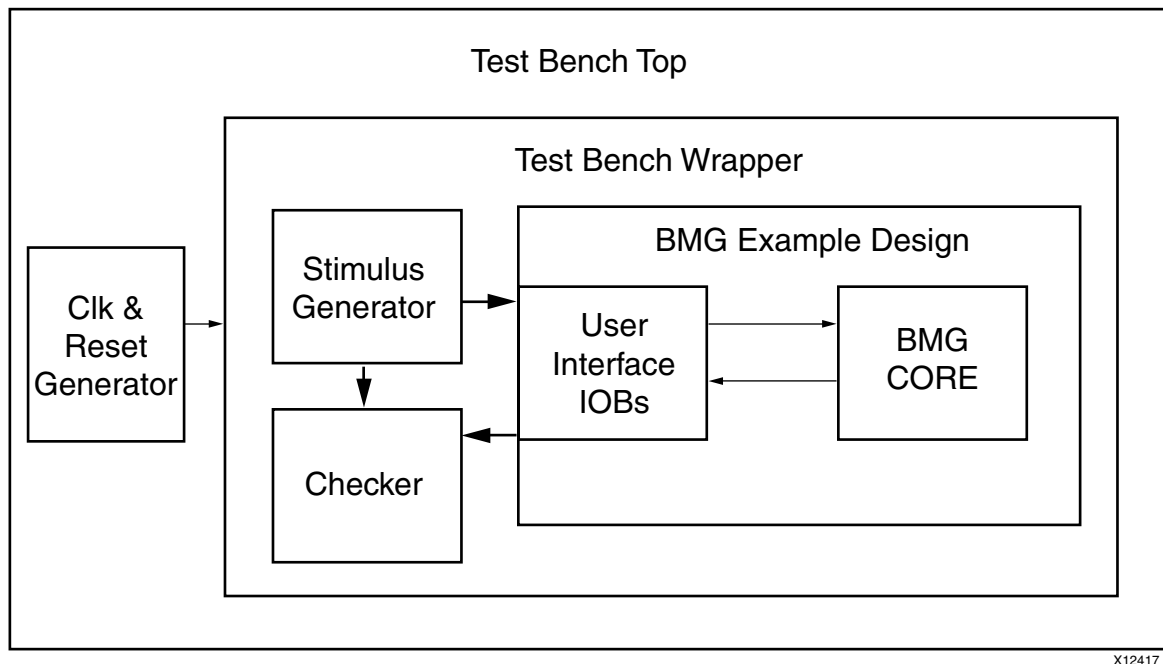 Test Bench Top
Test Bench Wrapper
BMG Example Design
Stimulus
Generator
Clk &
Reset
Generator
User
Interface
IOBs
BMG
CORE
Checker
X12417